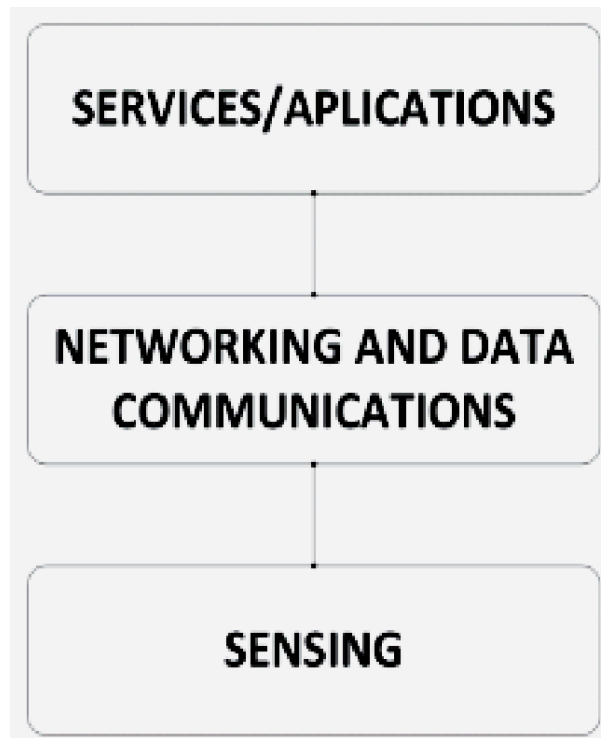 SERVICES/APLICATIONS
NETWORKING AND DATA
COMMUNICATIONS
SENSING